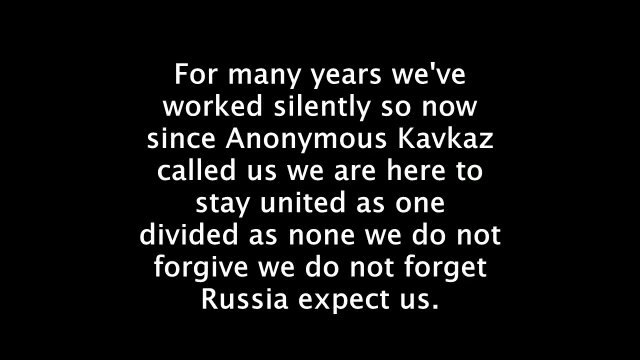 For many years we've
worked silently so now
since Anonymous Kavkaz
called us we are here to
stay united as one
divided as none we do not
forgive we do not forget
Russia expect us.